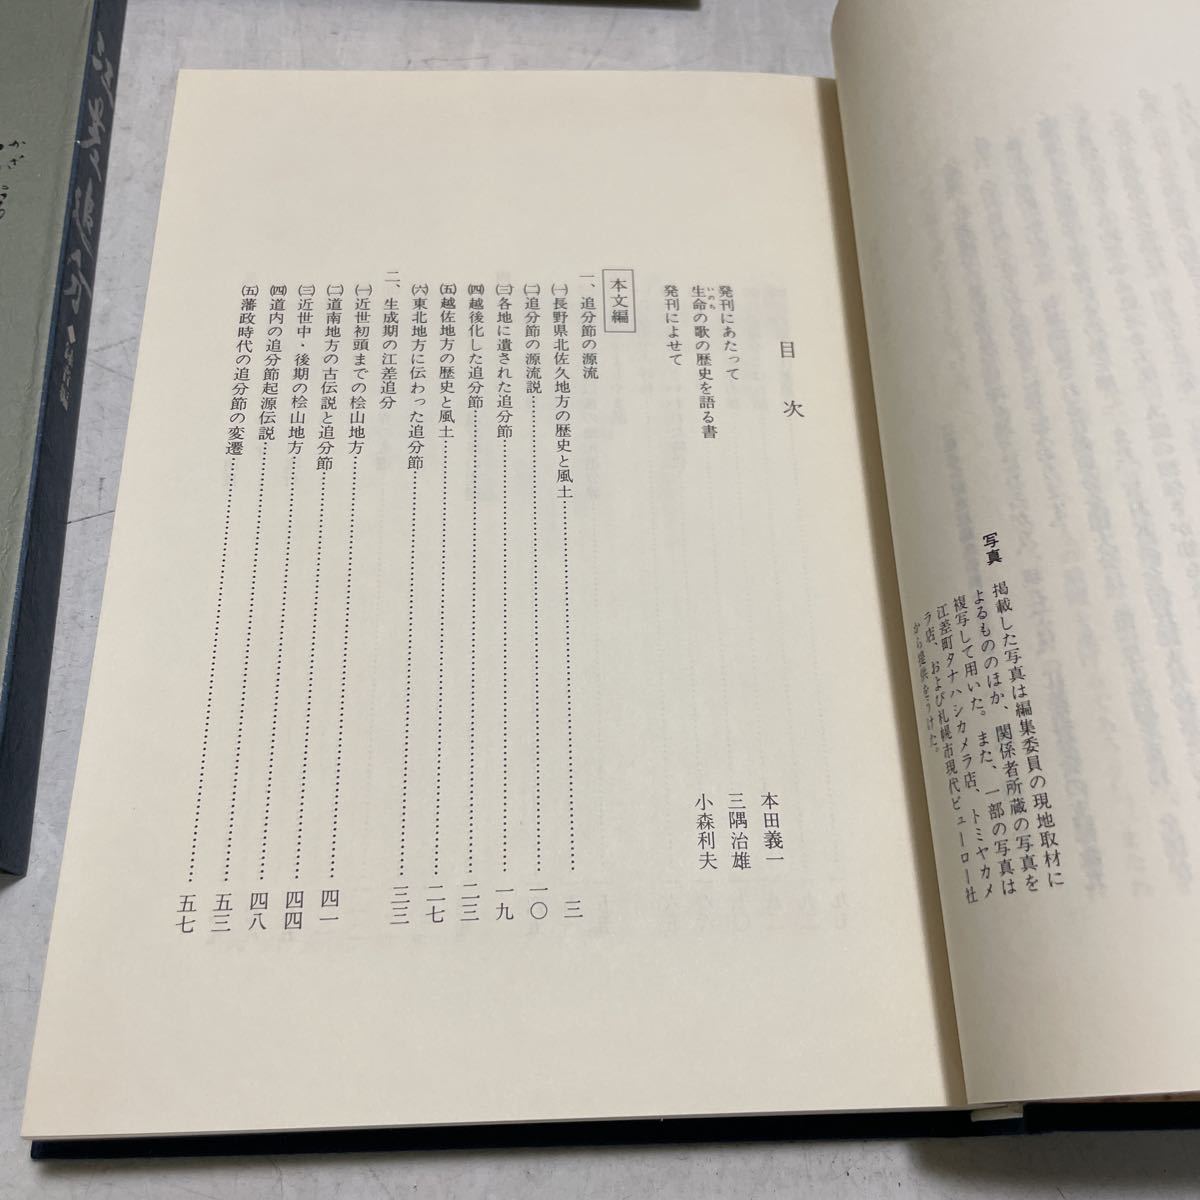 写真　掲載した写真は編集委員の現地取材に
よるもののほか、関係者所蔵の写真を
複写して用いた。また、一部の写真は
江差町タナハシカメラ店、トミヤカメ
ラ店、および札幌市現代ビューロー社
から提供をうけた。
目　次
発刊にあたって　本田義一
生命の歌の歴史を語る書　三隅治雄
いのち
発刊によせて　小森利夫
本文編
一、追分節の源流
㈠長野県北佐久地方の歴史と風土……三
㈡追分節の源流説……一〇
㈢各地に遺された追分節……一九
㈣越後化した追分節……二三
㈤越佐地方の歴史と風土……二七
㈥東北地方に伝わった追分節……三三
二、生成期の江差追分
㈠近世初頭までの桧山地方……四一
㈡道南地方の古伝説と追分節……四四
㈢近世中・後期の桧山地方……四八
㈣道内の追分節起源伝説……五三
㈤藩政時代の追分節の変遷……五七